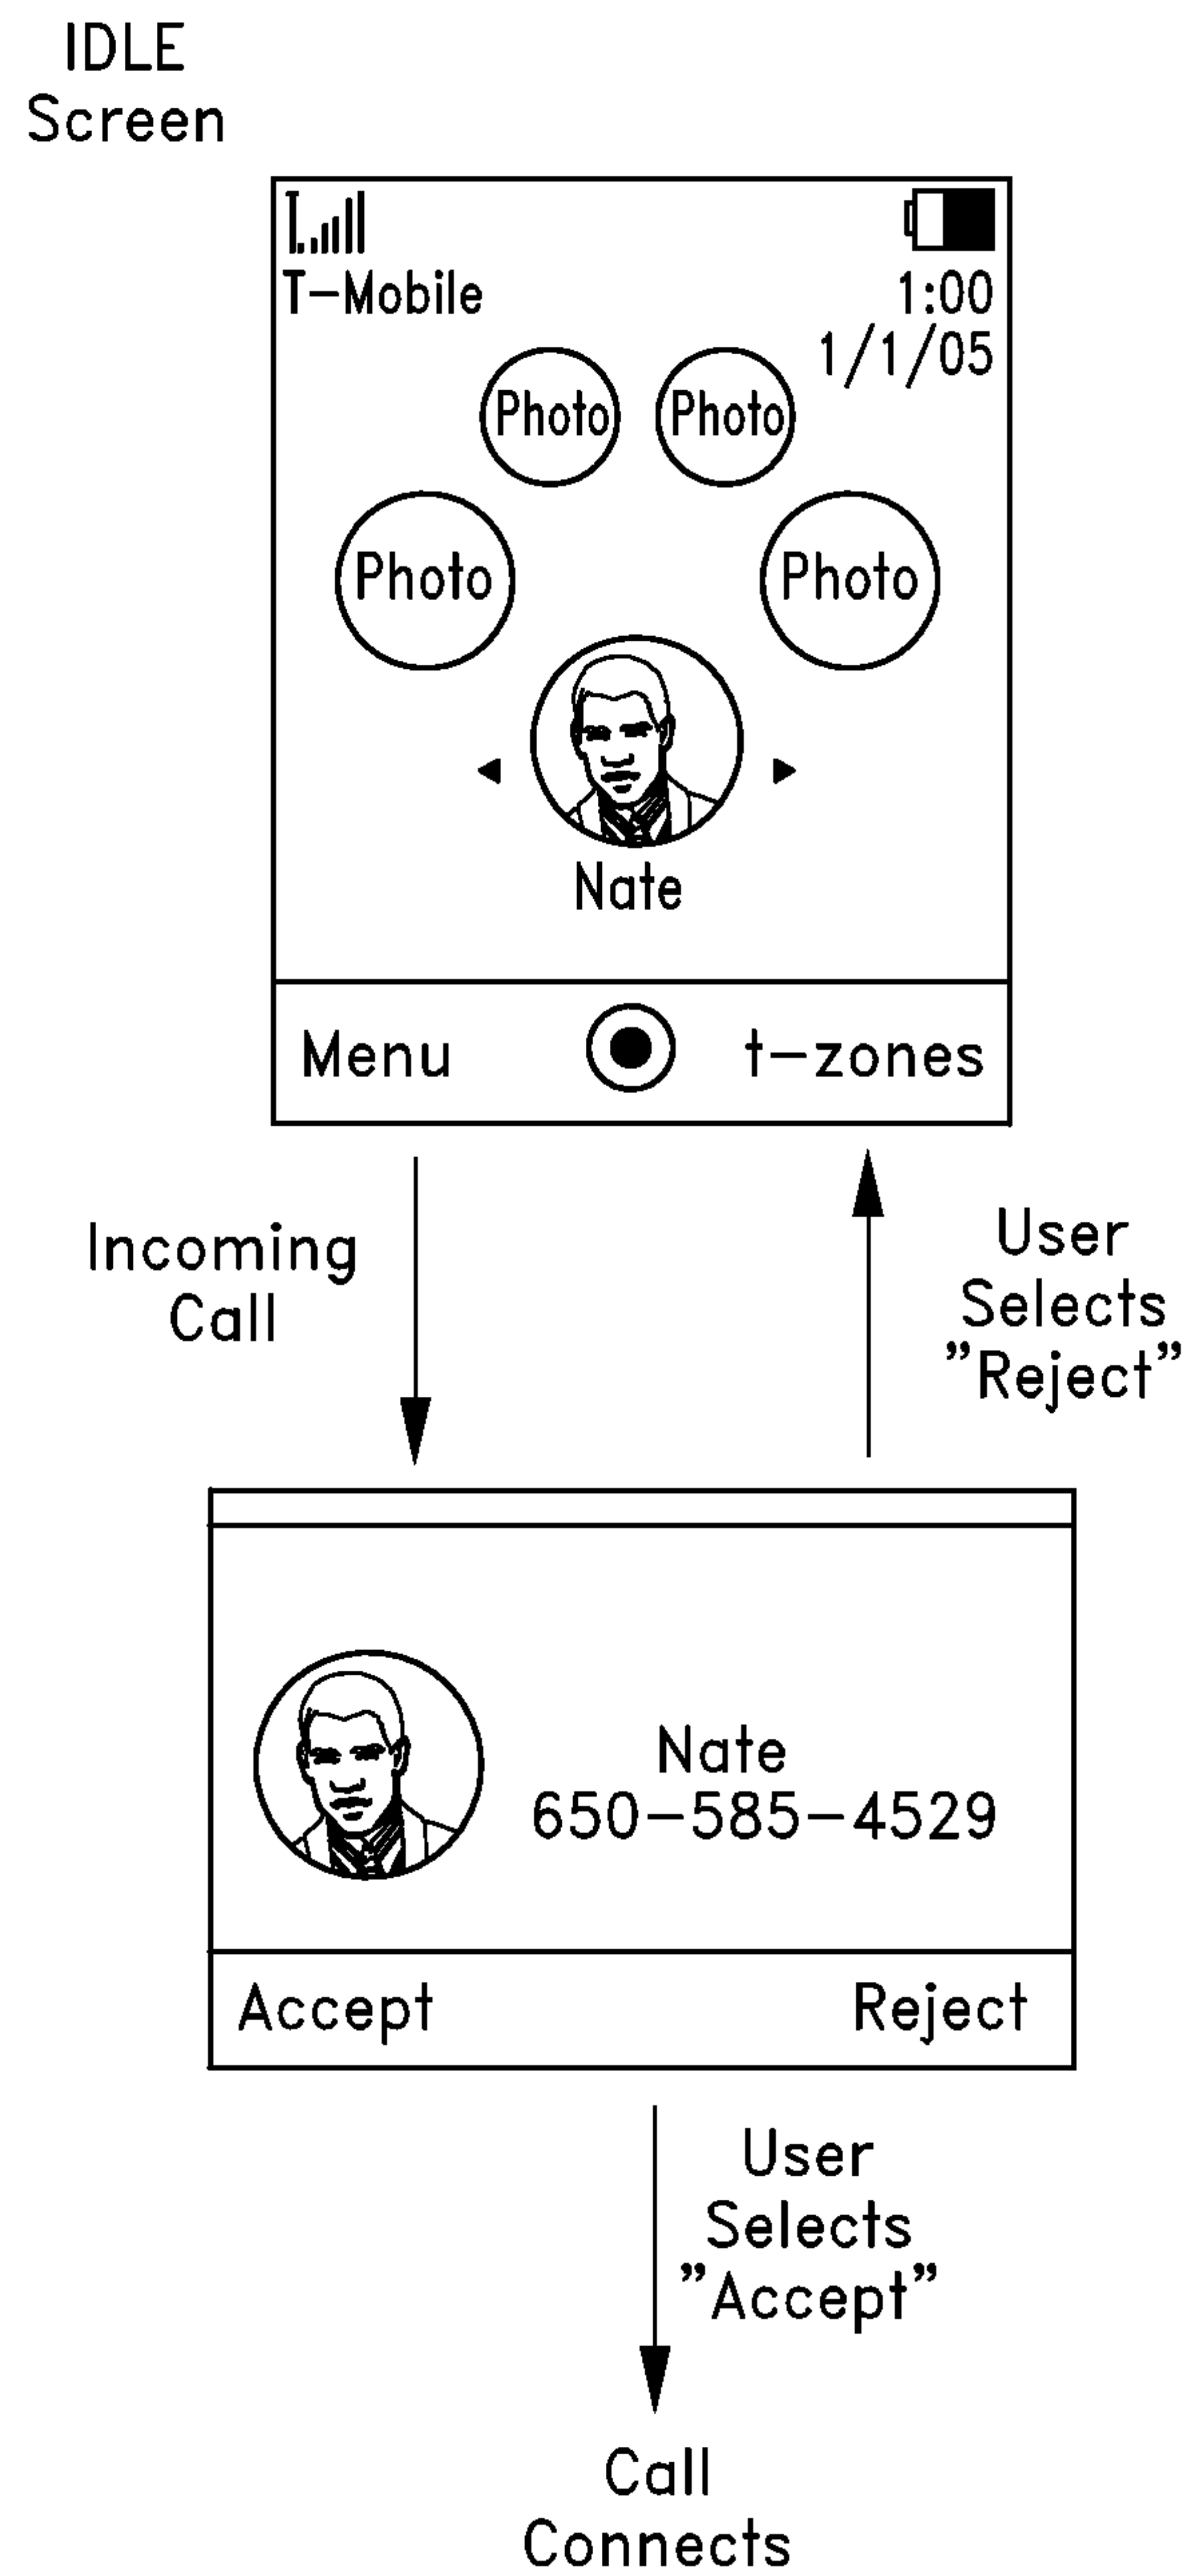 IDLE
Screen
T-Mobile
1:00
1/1/05
Photo
Photo
Photo
Photo
Nate
Menu
t-zones
Incoming
Call
User
Selects
"Reject"
Nate
650-585-4529
Accept
Reject
User
Selects
"Accept"
Call
Connects